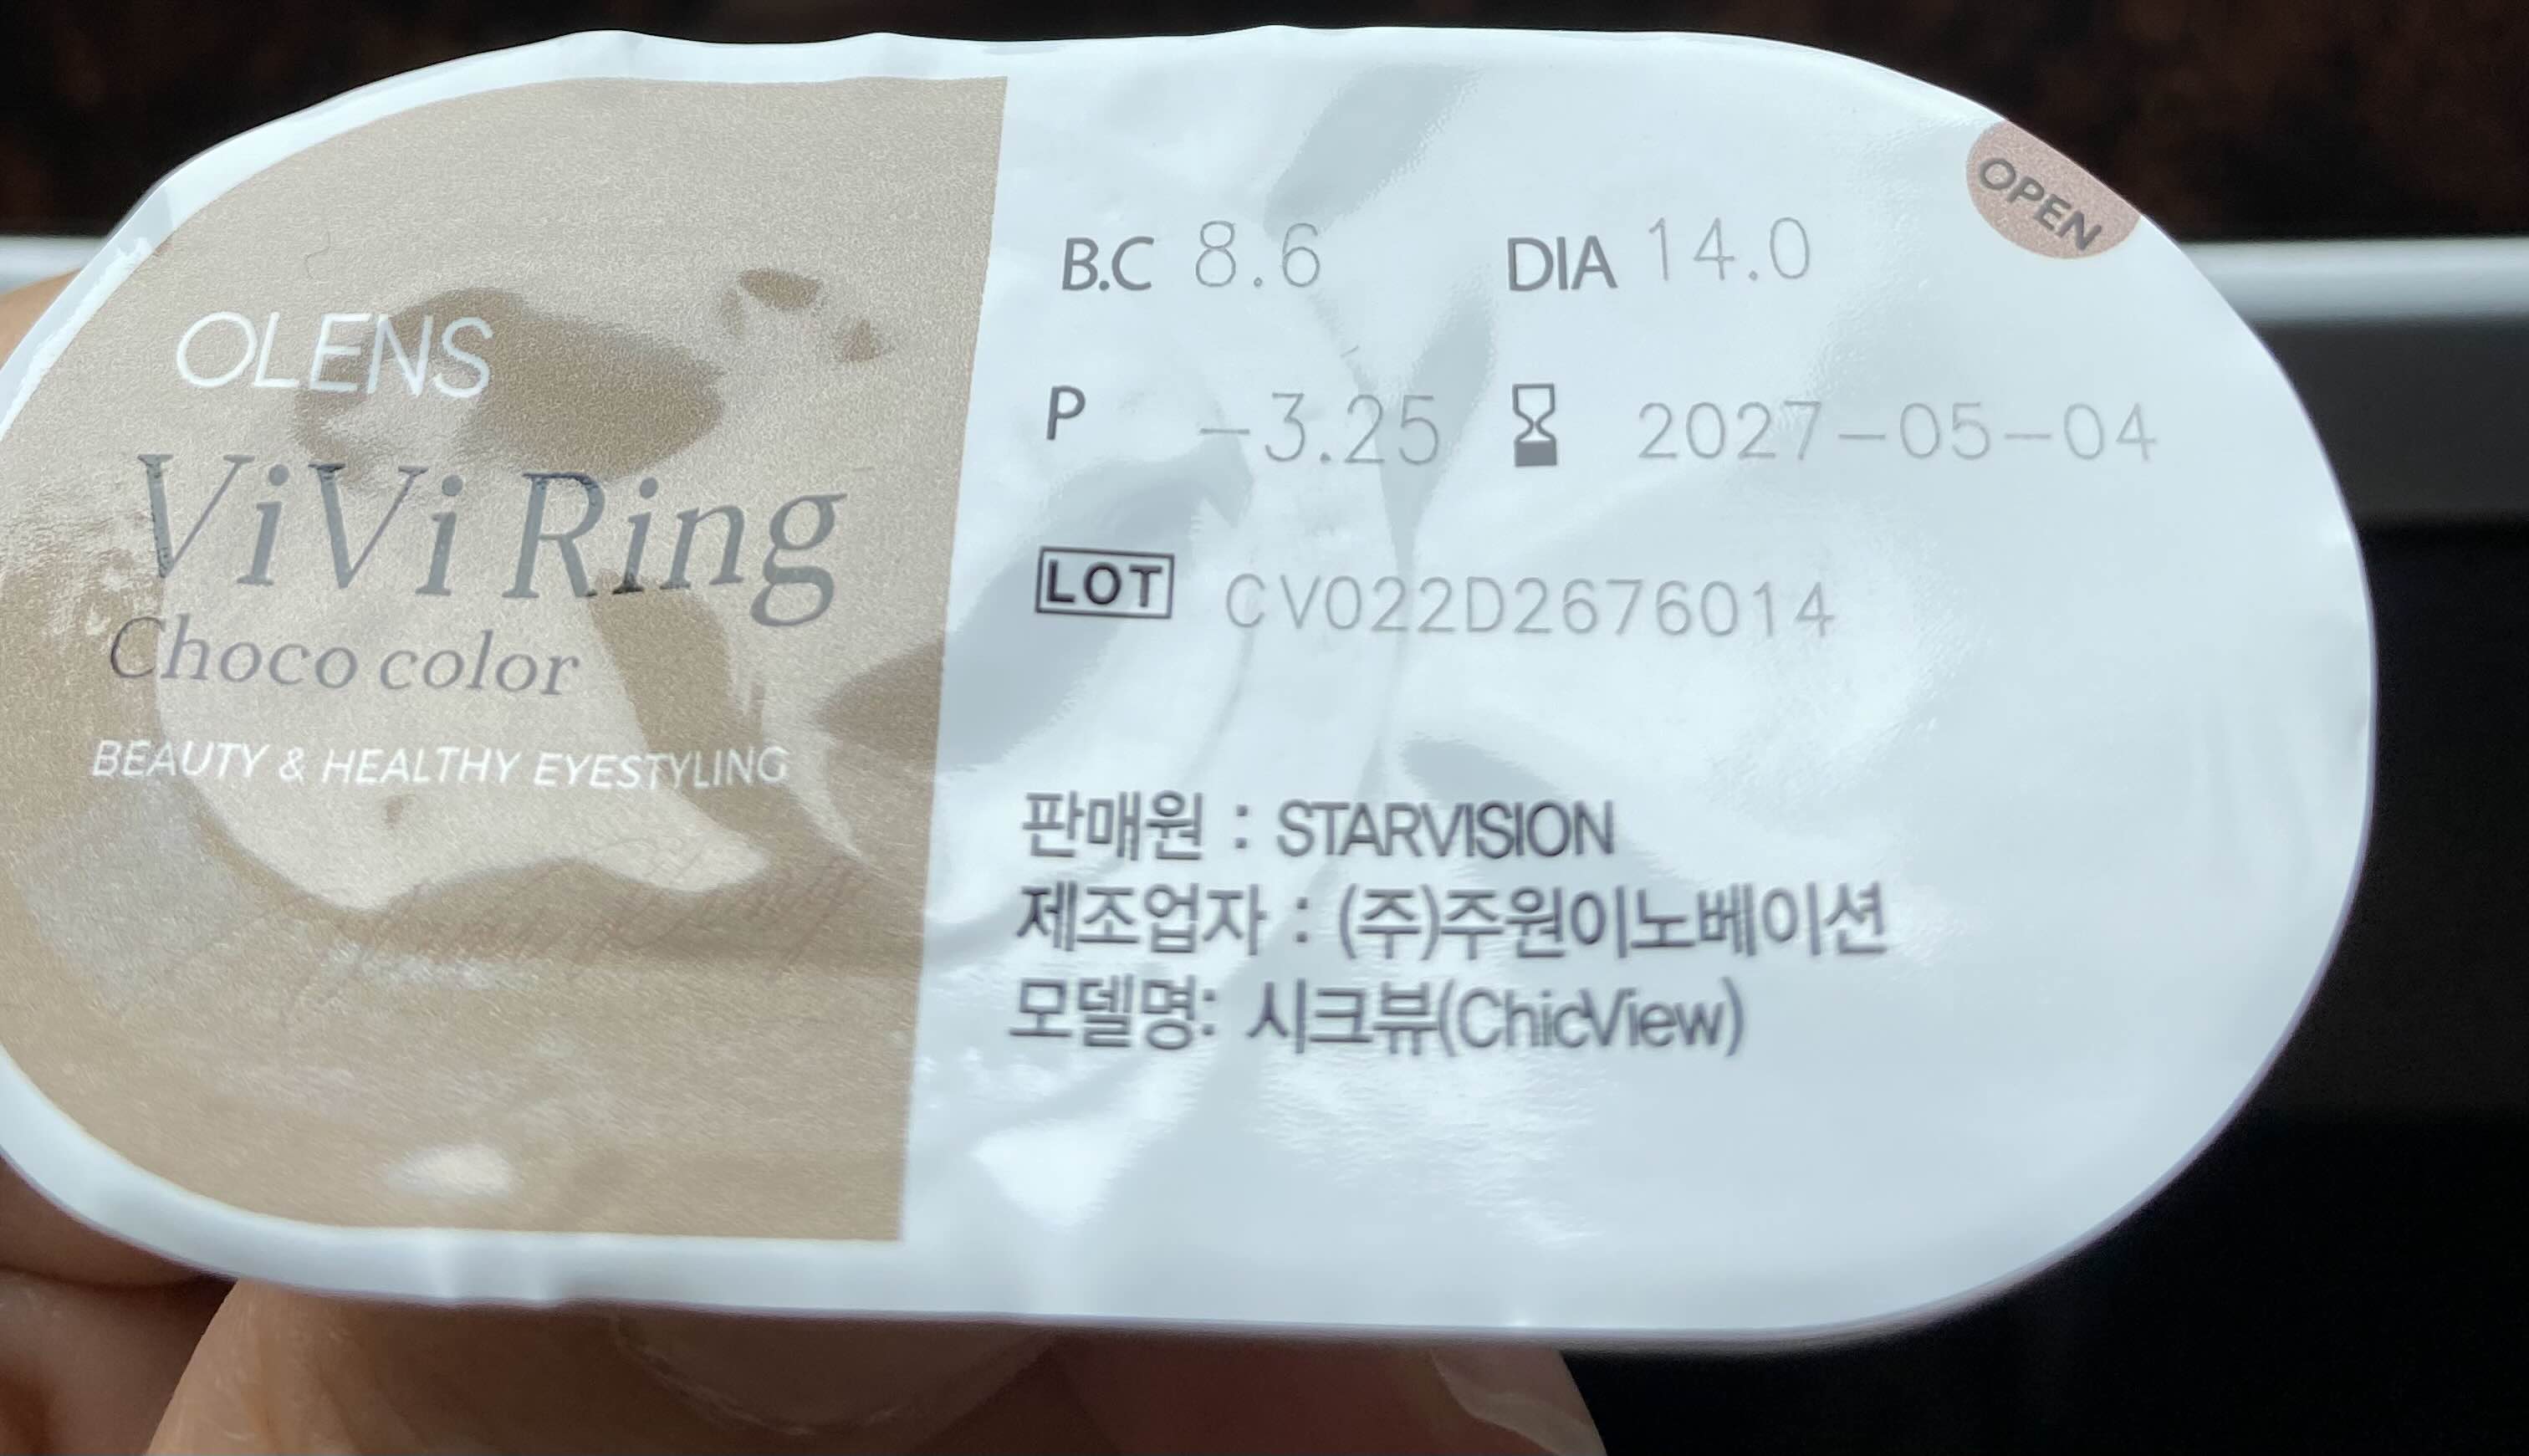 OLENS
ViVi Ring
Choco color
BEAUTY & HEALTHY EYESTYLING
OPEN
B.C 8.6 DIA 14.0
P -3.25 2027-05-04
LOT CV022D2676014
판매원 : STARVISION
제조업자 : (주)주원이노베이션
모델명: 시크뷰(ChicView)